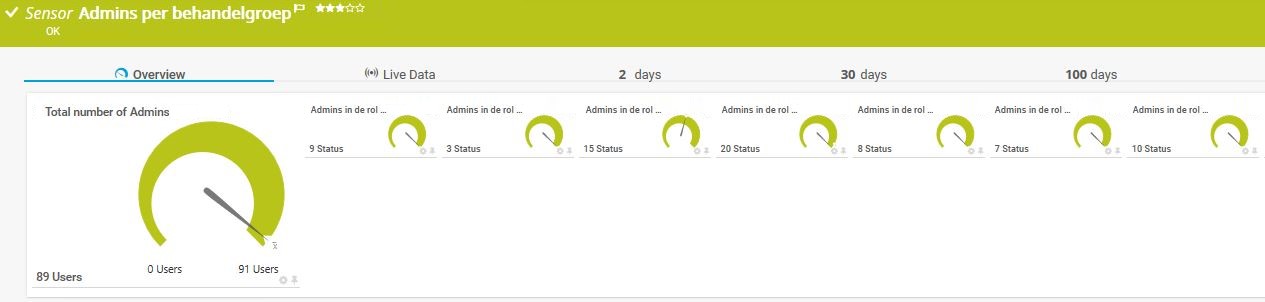 Sensor Admins per behandelgroep
OK
Overview
Live Data
2 days
30 days
100 days
Total number of Admins
0 Users
91 Users
89 Users
Admins in de rol ...
9 Status
Admins in de rol ...
3 Status
Admins in de rol ...
15 Status
Admins in de rol ...
20 Status
Admins in de rol ...
8 Status
Admins in de rol ...
7 Status
Admins in de rol ...
10 Status